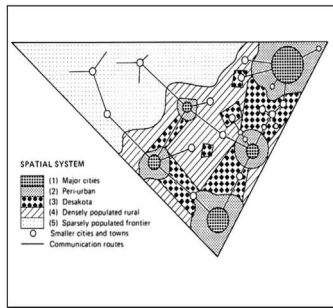 SPATIAL SYSTEM
(1) Major cities
(2) Peri-urban
(3) Desakota
(4) Densely populated rural
(5) Sparsely populated frontier
Smaller cities and towns
Communication routes